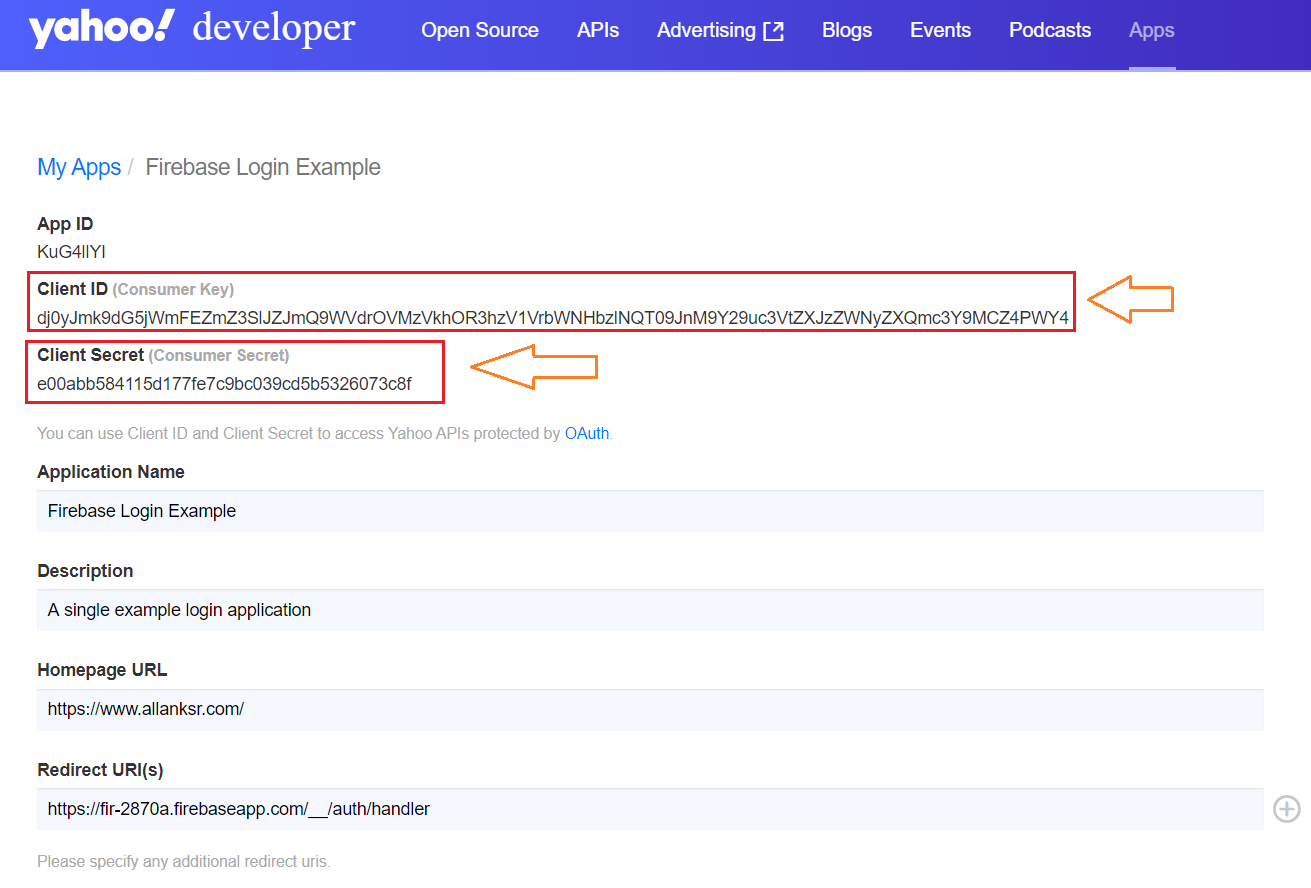 yahoo! developer
Open Source APIs Advertising Blogs Events Podcasts Apps
My Apps / Firebase Login Example
App ID
KuG4llYI
Client ID (Consumer Key)
dj0yJmk9dG5jWmFEZmZ3SlJZJmQ9WVdrOVMzVkhOR3hzV1VrbWNHbzlNQT09JnM9Y29uc3VtZXJzZWNyZXQmc3Y9MCZ4PWY4
Client Secret (Consumer Secret)
e00abb584115d177fe7c9bc039cd5b5326073c8f
You can use Client ID and Client Secret to access Yahoo APIs protected by OAuth.
Application Name
Firebase Login Example
Description
A single example login application
Homepage URL
https://www.allanksr.com/
Redirect URI(s)
https://fir-2870a.firebaseapp.com/__/auth/handler
Please specify any additional redirect uris.